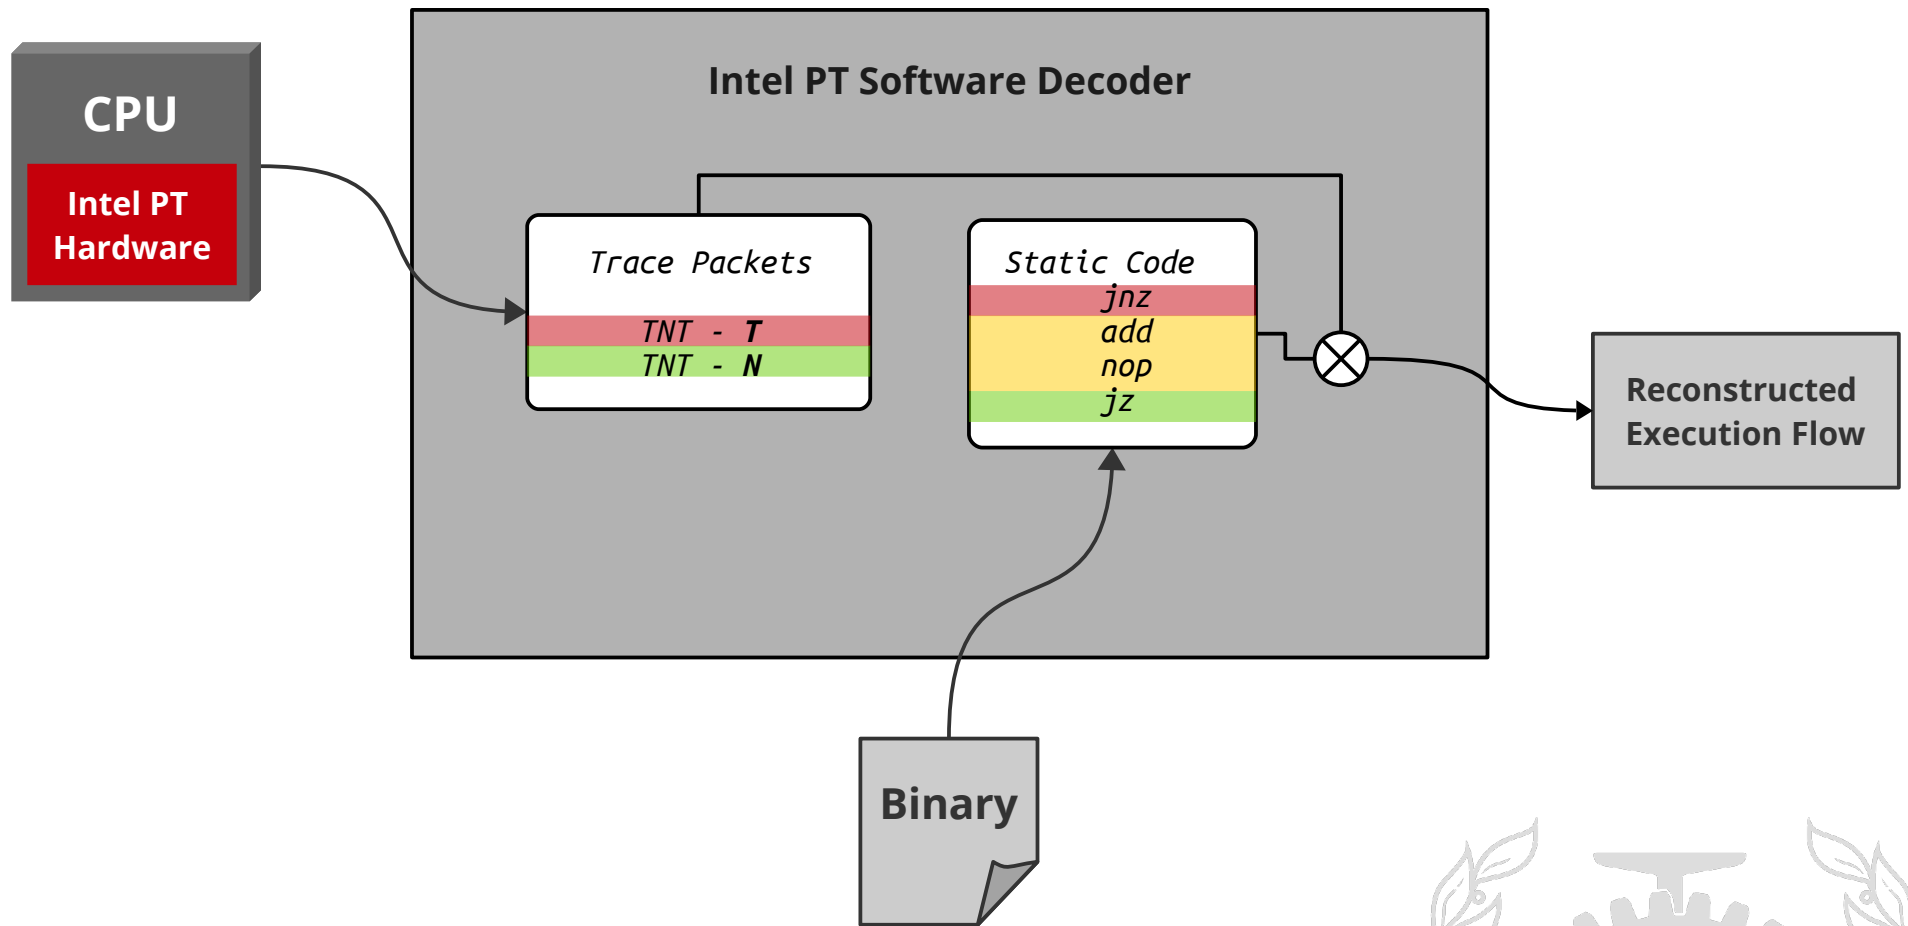 Intel PT Software Decoder
CPU
Intel PT
Hardware
Trace Packets
TNT - T
TNT - N
Static Code
jnz
add
nop
jz
Reconstructed
Execution Flow
Binary